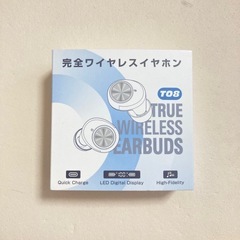 完全ワイヤレスイヤホン
T08
TRUE
WIRELESS
EARBUDS
100
Quick Charge
LED Digital Display
High-Fidelity